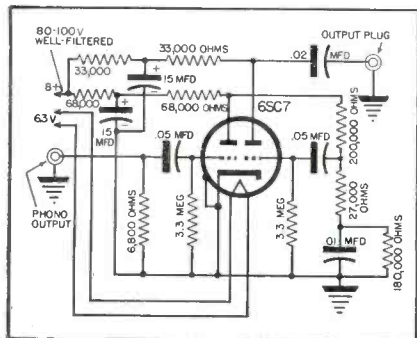 80-100V
WELL-FILTERED
33,000 OHMS
.02 MFD
OUTPUT PLUG
33,000
8+
15 MFD
68,000
68,000 OHMS
6SC7
6.3 V
15
MFD
.05 MFD
.05 MFD
200,000 OHMS
27,000
OHMS
PHONO
OUTPUT
6,800 OHMS
3.3 MEG
3.3 MEG
.01 MFD
180,000 OHMS